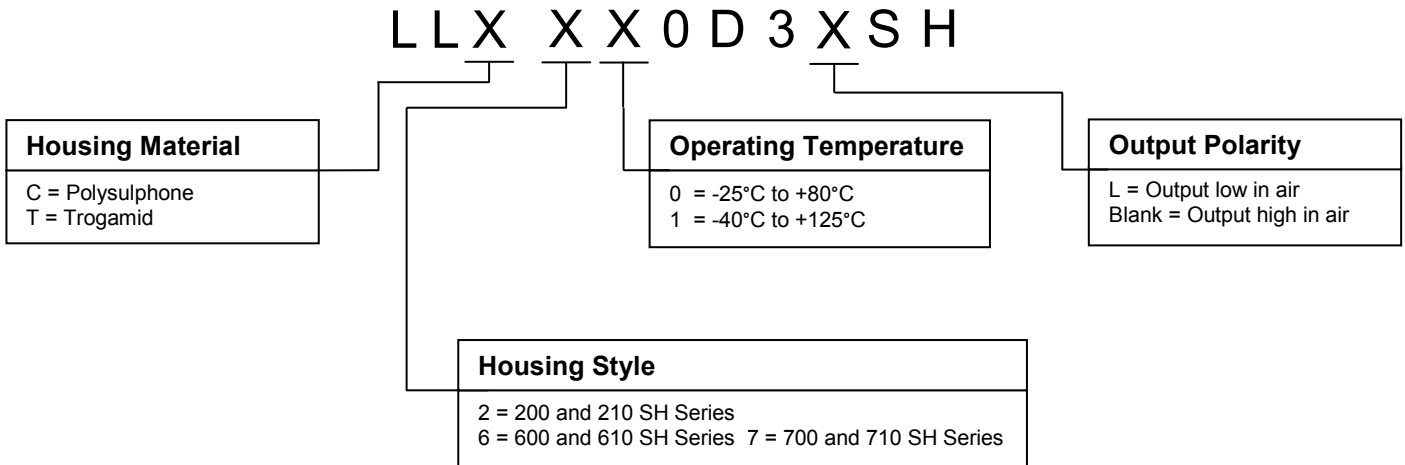 LLX XX0D3XSH
Housing Material
C = Polysulphone
T = Trogamid
Operating Temperature
0 = -25°C to +80°C
1 = -40°C to +125°C
Output Polarity
L = Output low in air
Blank = Output high in air
Housing Style
2 = 200 and 210 SH Series
6 = 600 and 610 SH Series 7 = 700 and 710 SH Series